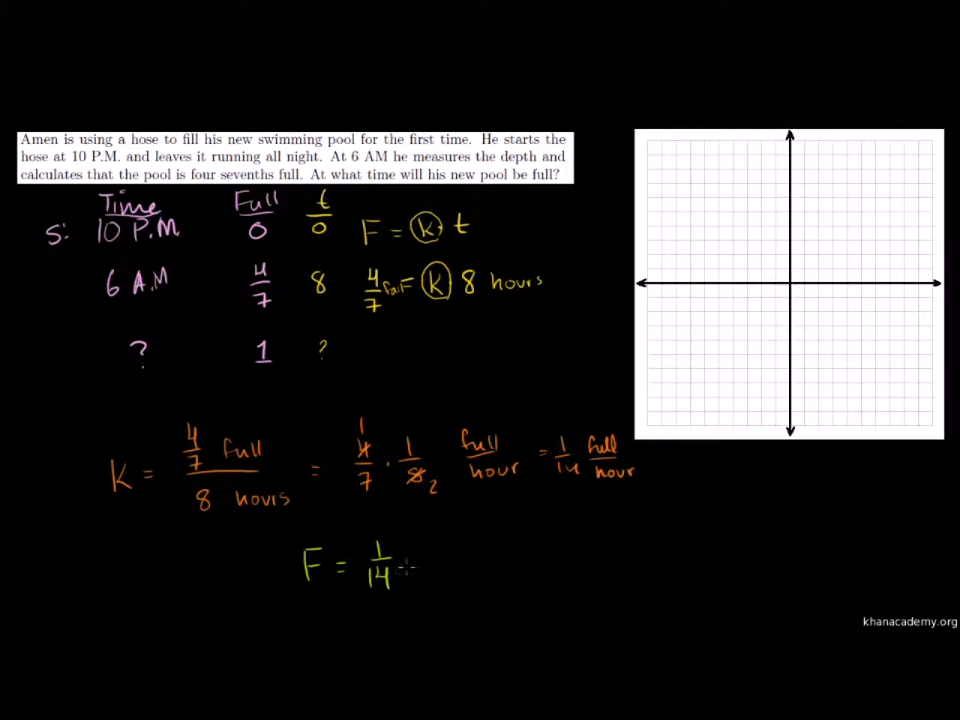 Amen is using a hose to fill his new swimming pool for the first time. He starts the
hose at 10 P.M. and leaves it running all night. At 6 AM he measures the depth and
calculates that the pool is four sevenths full. At what time will his new pool be full?
Time Full t
S: 10 P.M. 0 0 F = k · t
6 A.M 4/7 8 4/7 k 8 hours
? 1 ?
K = 4/7 full / 8 hours = 1 4/7 · 1/8 2 full/hour = 1/14 full/hour
F = 1/14
khanacademy.org